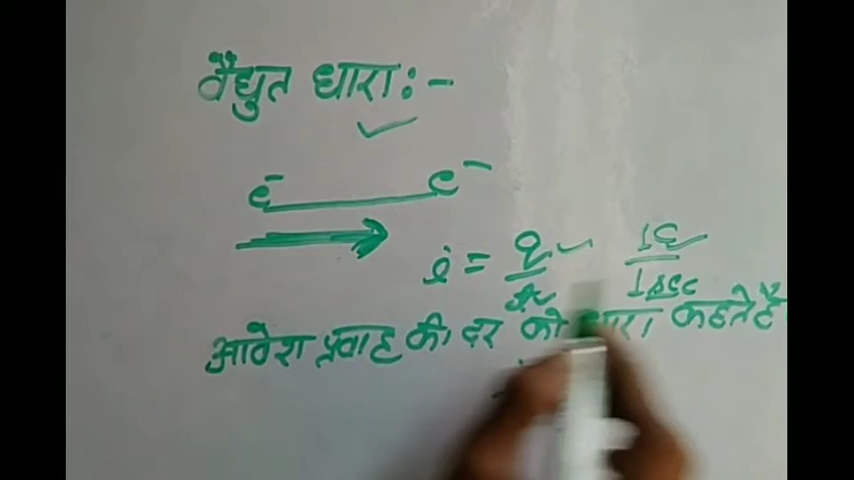 वैद्युत धारा :-
e⁻ e⁻
i = q/t 1C/1sec
आवेश प्रवाह की दर को धारा कहते हैं